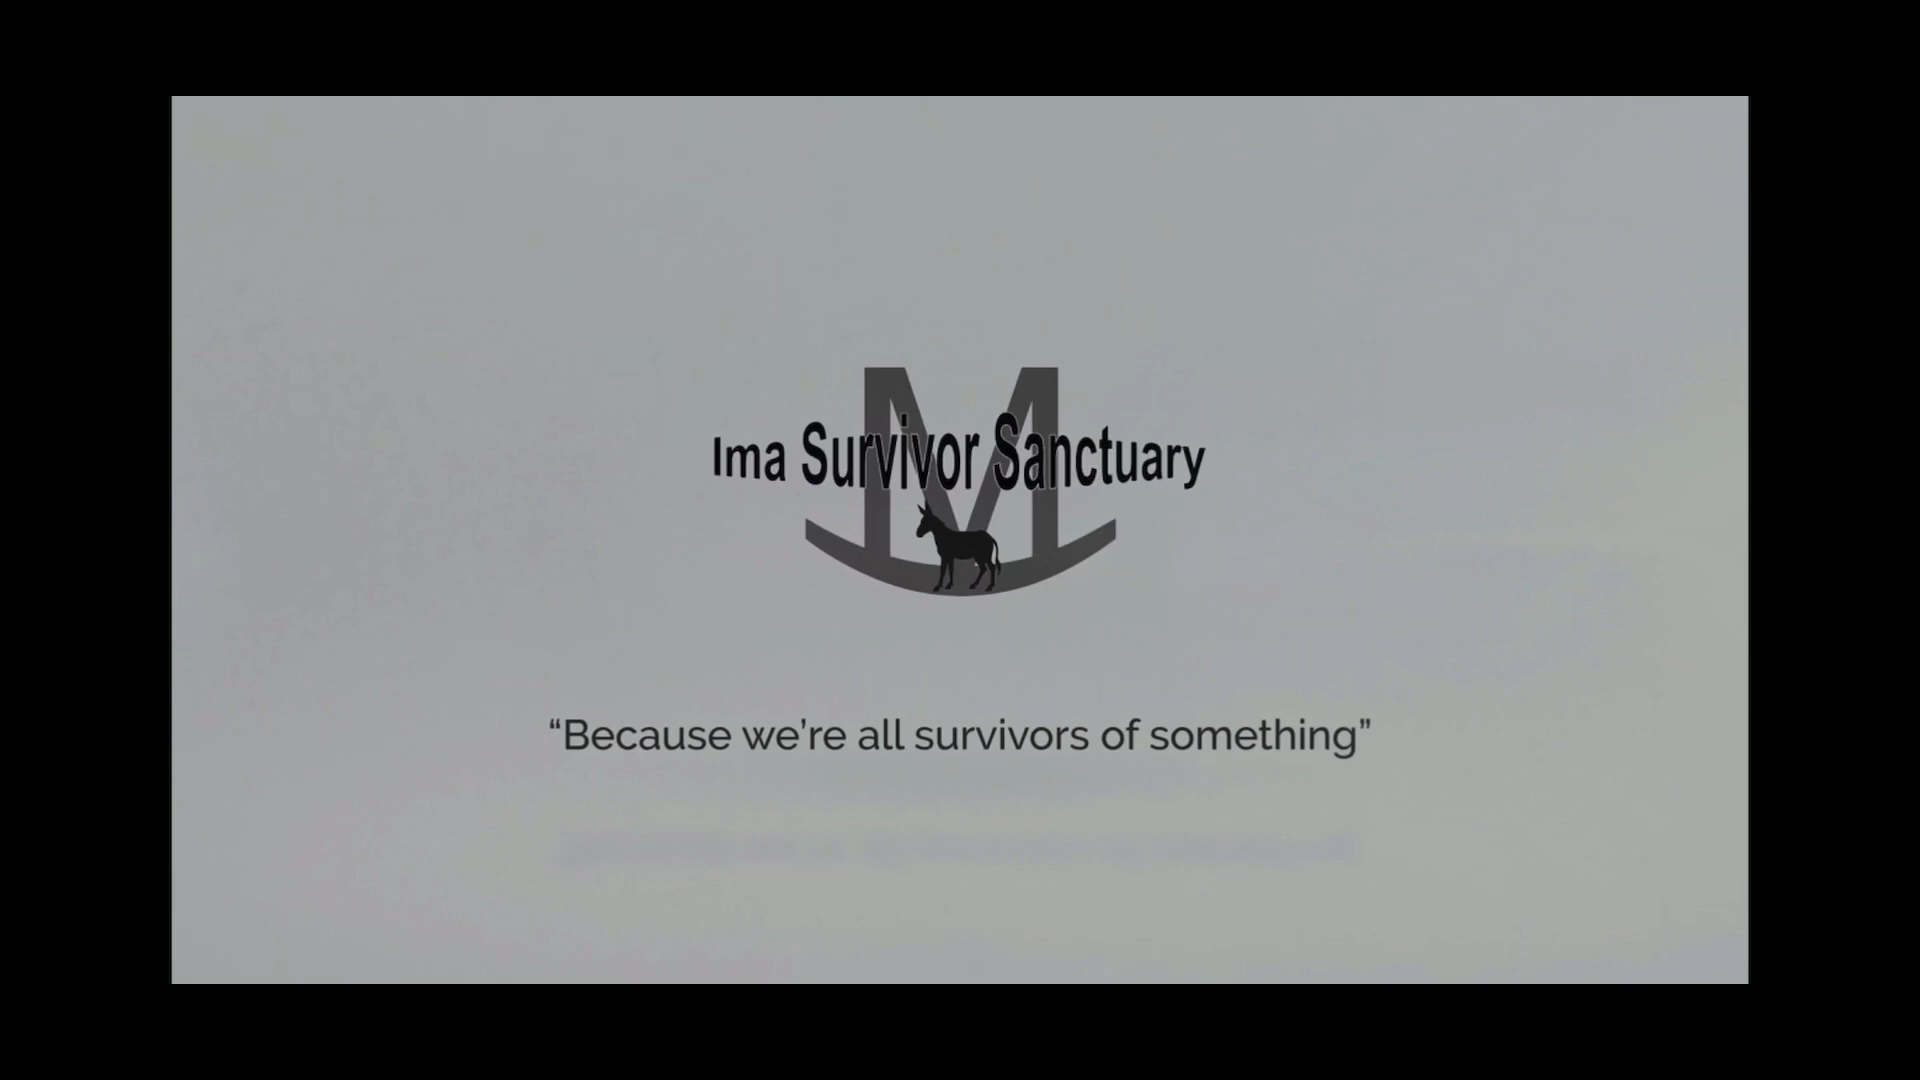 M
Ima Survivor Sanctuary
“Because we’re all survivors of something”